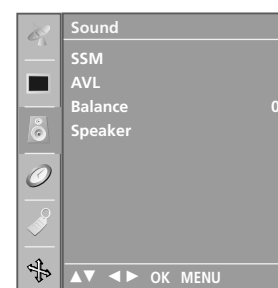 Sound
SSM
AVL
Balance 0
Speaker
▲▼ ◄► OK MENU